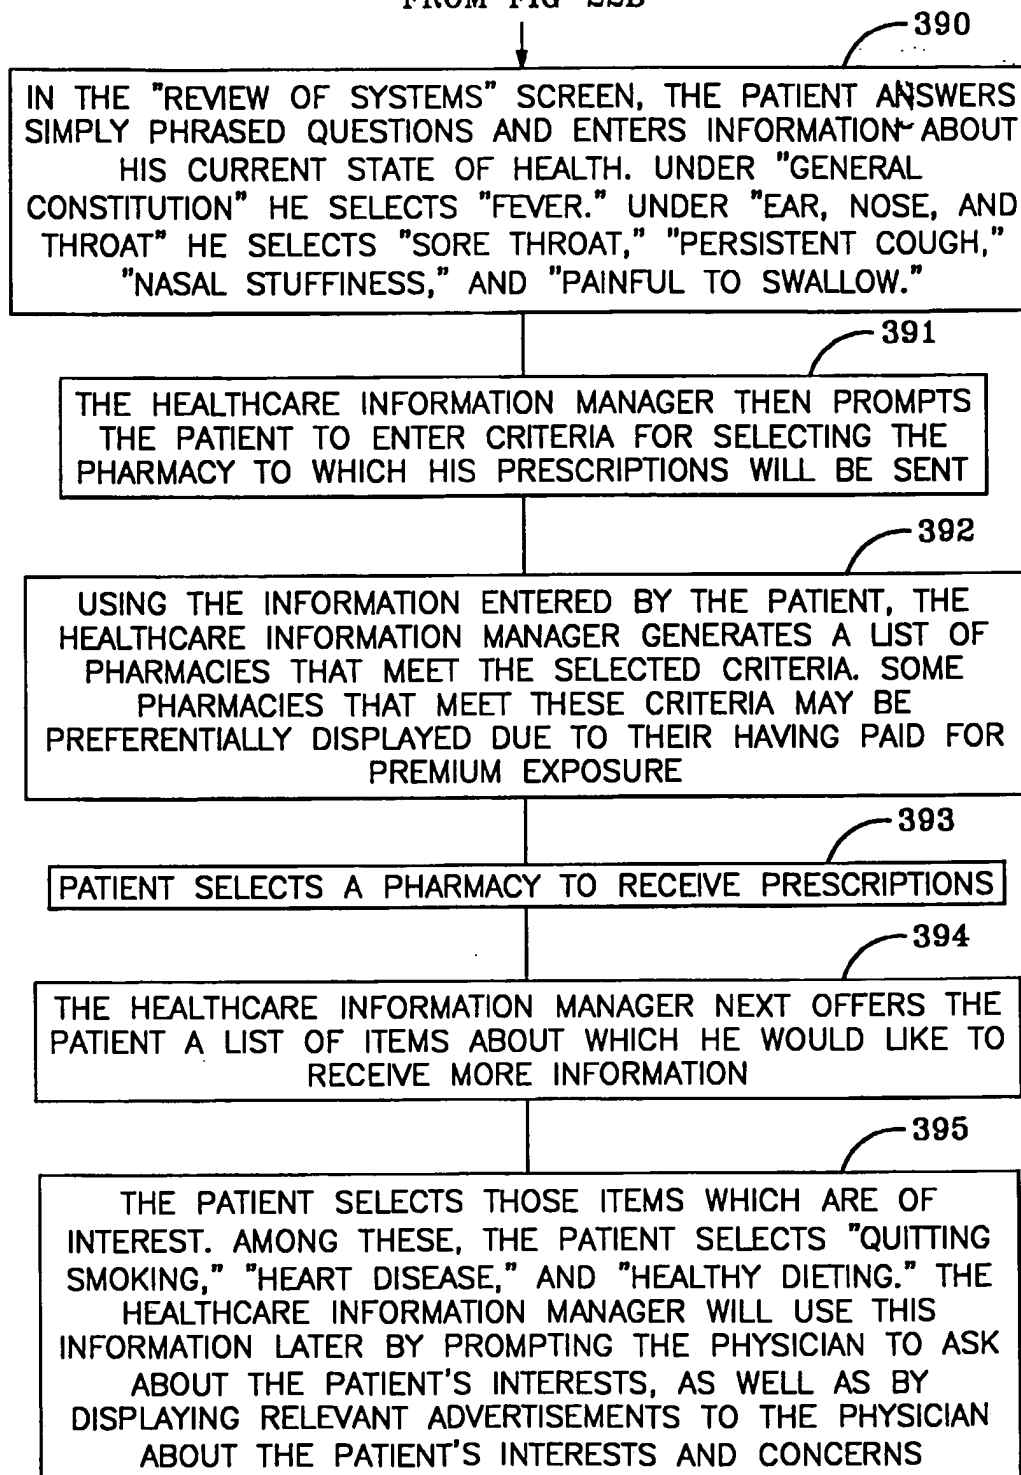 FROM FIG 22B
390
IN THE "REVIEW OF SYSTEMS" SCREEN, THE PATIENT ANSWERS
SIMPLY PHRASED QUESTIONS AND ENTERS INFORMATION ABOUT
HIS CURRENT STATE OF HEALTH. UNDER "GENERAL
CONSTITUTION" HE SELECTS "FEVER." UNDER "EAR, NOSE, AND
THROAT" HE SELECTS "SORE THROAT," "PERSISTENT COUGH,"
"NASAL STUFFINESS," AND "PAINFUL TO SWALLOW."
391
THE HEALTHCARE INFORMATION MANAGER THEN PROMPTS
THE PATIENT TO ENTER CRITERIA FOR SELECTING THE
PHARMACY TO WHICH HIS PRESCRIPTIONS WILL BE SENT
392
USING THE INFORMATION ENTERED BY THE PATIENT, THE
HEALTHCARE INFORMATION MANAGER GENERATES A LIST OF
PHARMACIES THAT MEET THE SELECTED CRITERIA. SOME
PHARMACIES THAT MEET THESE CRITERIA MAY BE
PREFERENTIALLY DISPLAYED DUE TO THEIR HAVING PAID FOR
PREMIUM EXPOSURE
393
PATIENT SELECTS A PHARMACY TO RECEIVE PRESCRIPTIONS
394
THE HEALTHCARE INFORMATION MANAGER NEXT OFFERS THE
PATIENT A LIST OF ITEMS ABOUT WHICH HE WOULD LIKE TO
RECEIVE MORE INFORMATION
395
THE PATIENT SELECTS THOSE ITEMS WHICH ARE OF
INTEREST. AMONG THESE, THE PATIENT SELECTS "QUITTING
SMOKING," "HEART DISEASE," AND "HEALTHY DIETING." THE
HEALTHCARE INFORMATION MANAGER WILL USE THIS
INFORMATION LATER BY PROMPTING THE PHYSICIAN TO ASK
ABOUT THE PATIENT'S INTERESTS, AS WELL AS BY
DISPLAYING RELEVANT ADVERTISEMENTS TO THE PHYSICIAN
ABOUT THE PATIENT'S INTERESTS AND CONCERNS